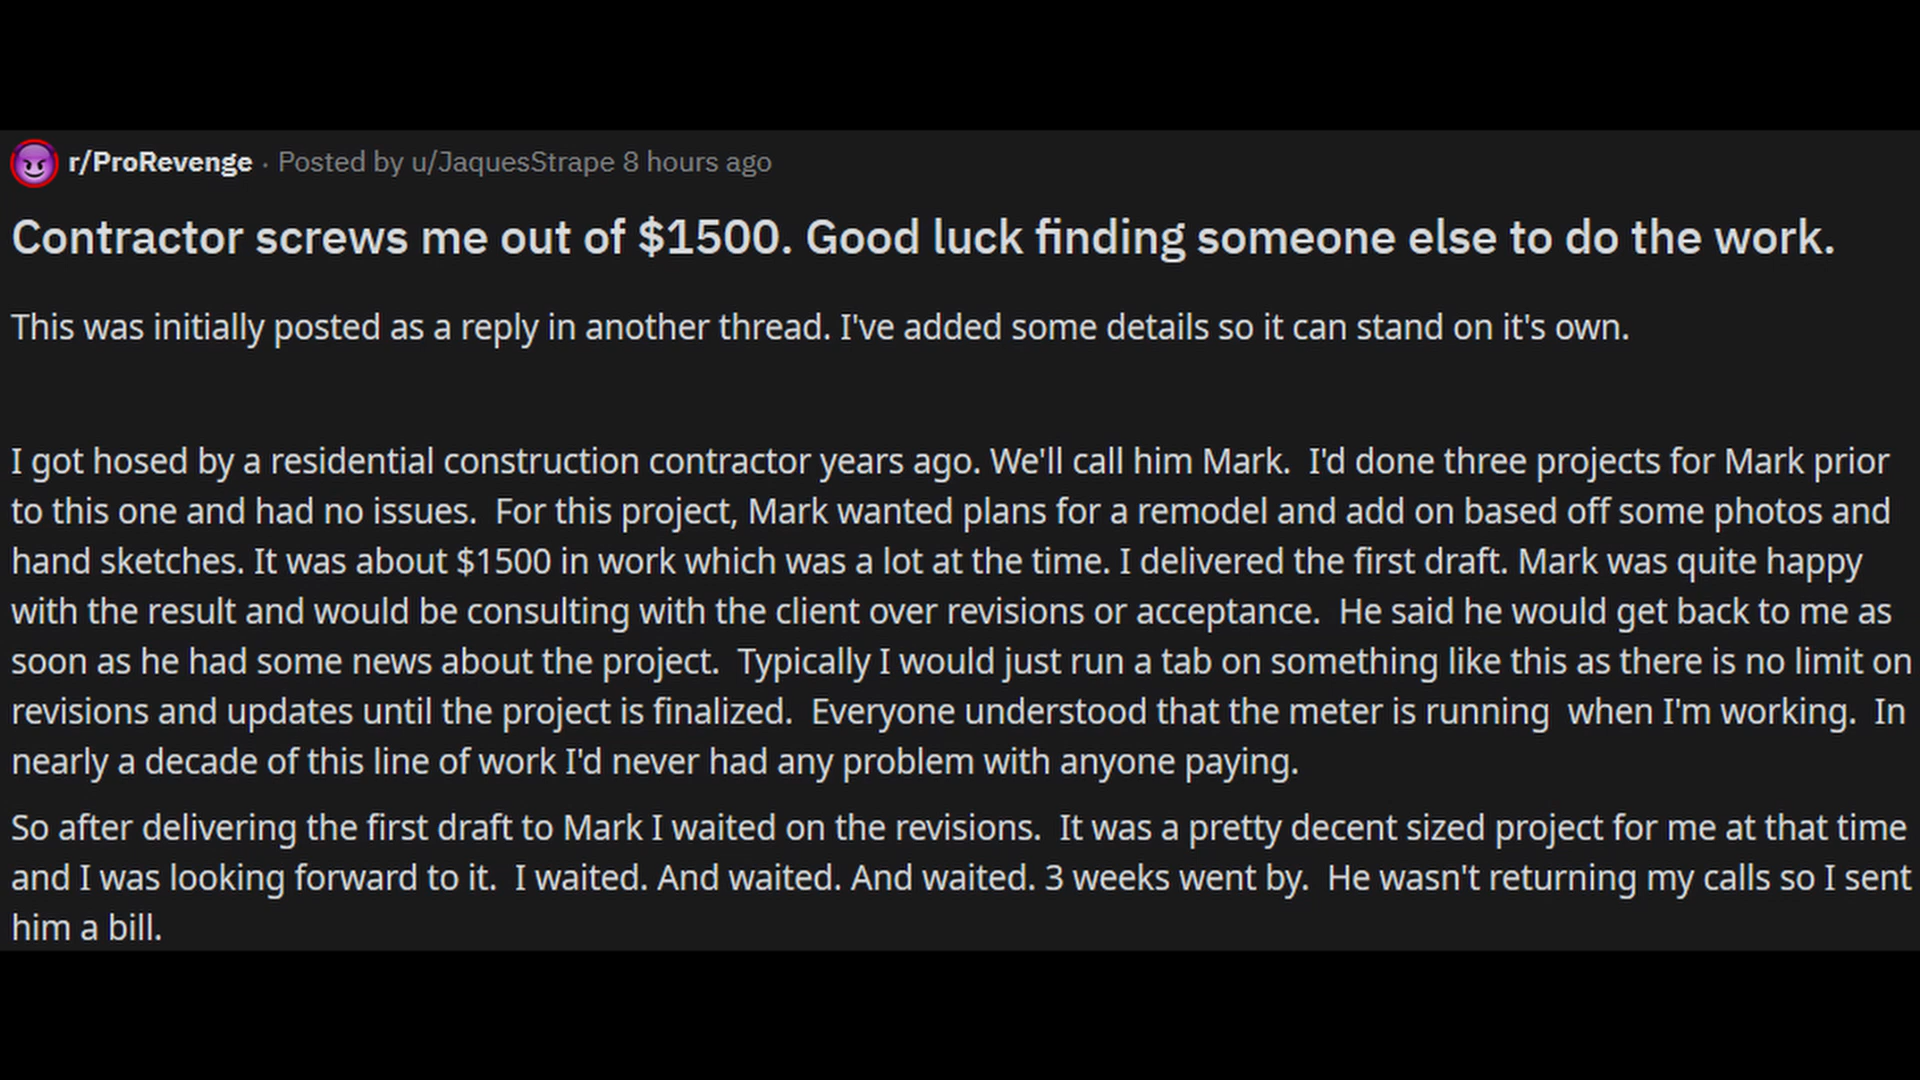 r/ProRevenge · Posted by u/JaquesStrape 8 hours ago
Contractor screws me out of $1500. Good luck finding someone else to do the work.
This was initially posted as a reply in another thread. I've added some details so it can stand on it's own.
I got hosed by a residential construction contractor years ago. We'll call him Mark.  I'd done three projects for Mark prior
to this one and had no issues.  For this project, Mark wanted plans for a remodel and add on based off some photos and
hand sketches. It was about $1500 in work which was a lot at the time. I delivered the first draft. Mark was quite happy
with the result and would be consulting with the client over revisions or acceptance.  He said he would get back to me as
soon as he had some news about the project.  Typically I would just run a tab on something like this as there is no limit on
revisions and updates until the project is finalized.  Everyone understood that the meter is running  when I'm working.  In
nearly a decade of this line of work I'd never had any problem with anyone paying.
So after delivering the first draft to Mark I waited on the revisions.  It was a pretty decent sized project for me at that time
and I was looking forward to it.  I waited. And waited. And waited. 3 weeks went by.  He wasn't returning my calls so I sent
him a bill.